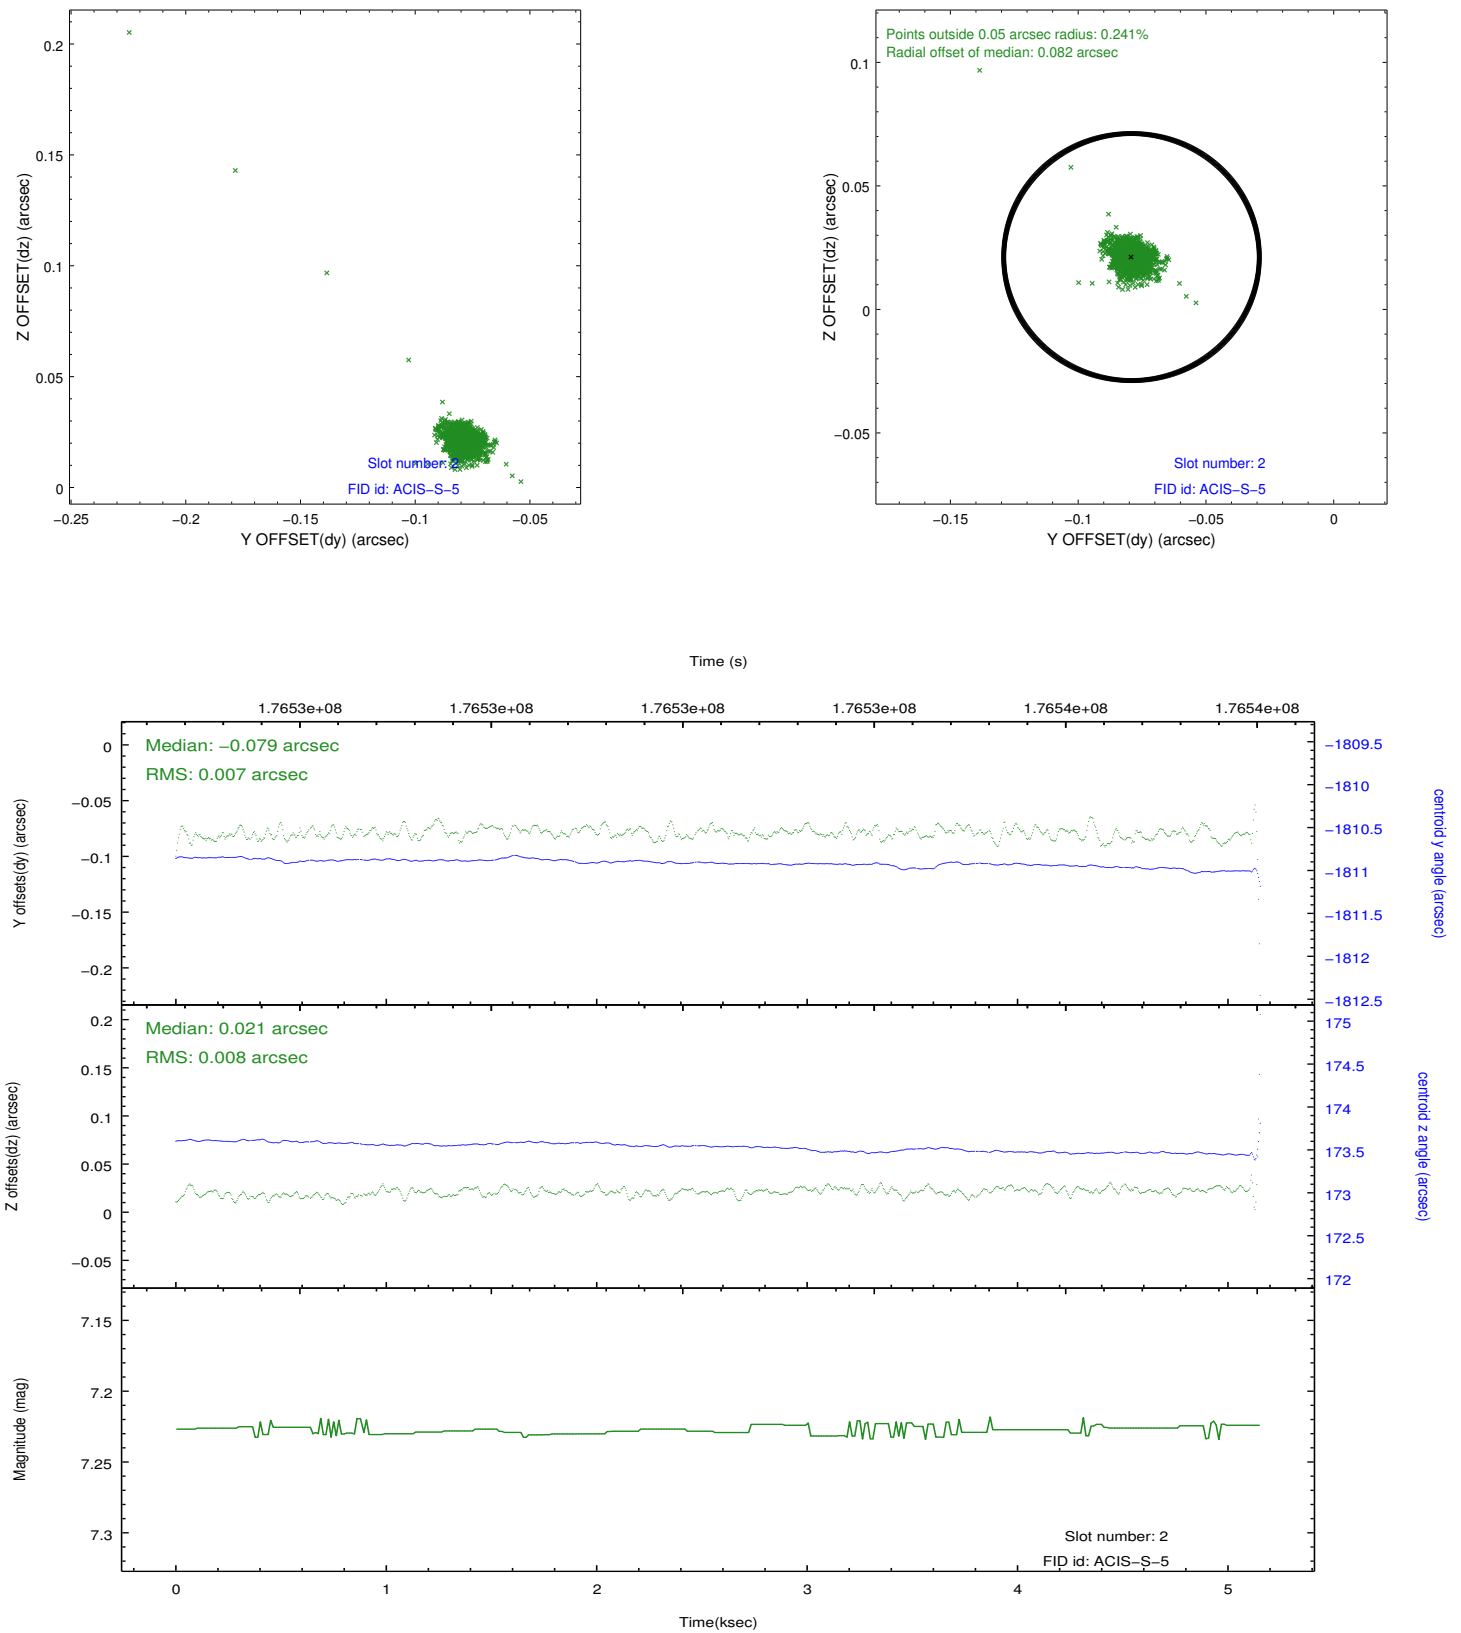 0.2
0.15
0.1
0.05
0
Z OFFSET(dz) (arcsec)
Slot number: 2
FID id: ACIS−S−5
−0.25
−0.2
−0.15
−0.1
−0.05
Y OFFSET(dy) (arcsec)
Points outside 0.05 arcsec radius: 0.241%
Radial offset of median: 0.082 arcsec
0.1
0.05
0
−0.05
Z OFFSET(dz) (arcsec)
Slot number: 2
FID id: ACIS−S−5
−0.15
−0.1
−0.05
0
Y OFFSET(dy) (arcsec)
Time (s)
1.7653e+08
1.7653e+08
1.7653e+08
1.7653e+08
1.7654e+08
1.7654e+08
Median: −0.079 arcsec
RMS: 0.007 arcsec
0
−0.05
−0.1
−0.15
−0.2
Y offsets(dy) (arcsec)
−1809.5
−1810
−1810.5
−1811
−1811.5
−1812
−1812.5
centroid y angle (arcsec)
Median: 0.021 arcsec
RMS: 0.008 arcsec
0.2
0.15
0.1
0.05
0
−0.05
Z offsets(dz) (arcsec)
175
174.5
174
173.5
173
172.5
172
centroid z angle (arcsec)
7.15
7.2
7.25
7.3
Magnitude (mag)
Slot number: 2
FID id: ACIS−S−5
0
1
2
3
4
5
Time(ksec)